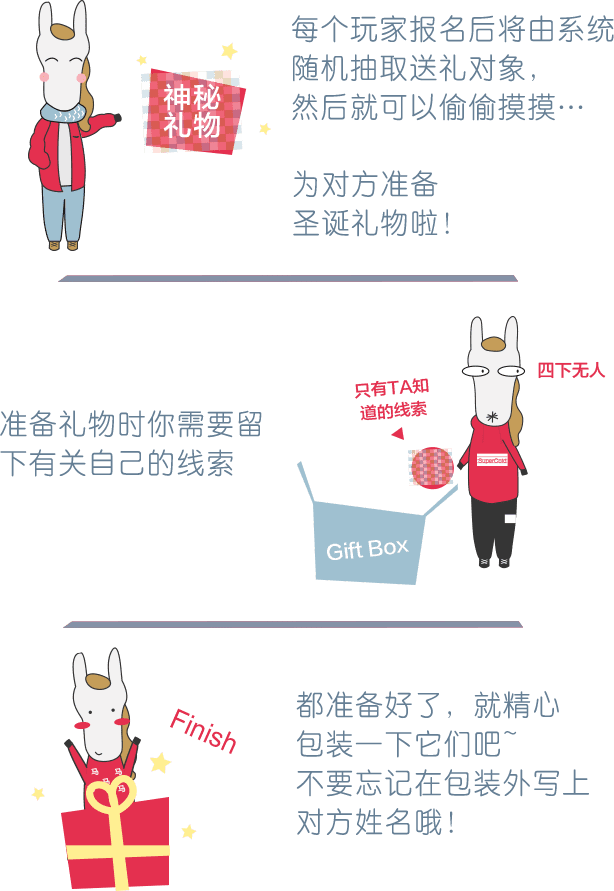 每个玩家报名后将由系统
随机抽取送礼对象，
然后就可以偷偷摸摸…
神秘
礼物
为对方准备
圣诞礼物啦！
四下无人
只有TA知
道的线索
准备礼物时你需要留
下有关自己的线索
SuperCold
Gift Box
都准备好了，就精心
包装一下它们吧~
不要忘记在包装外写上
对方姓名哦！
Finish
马
马
马
马